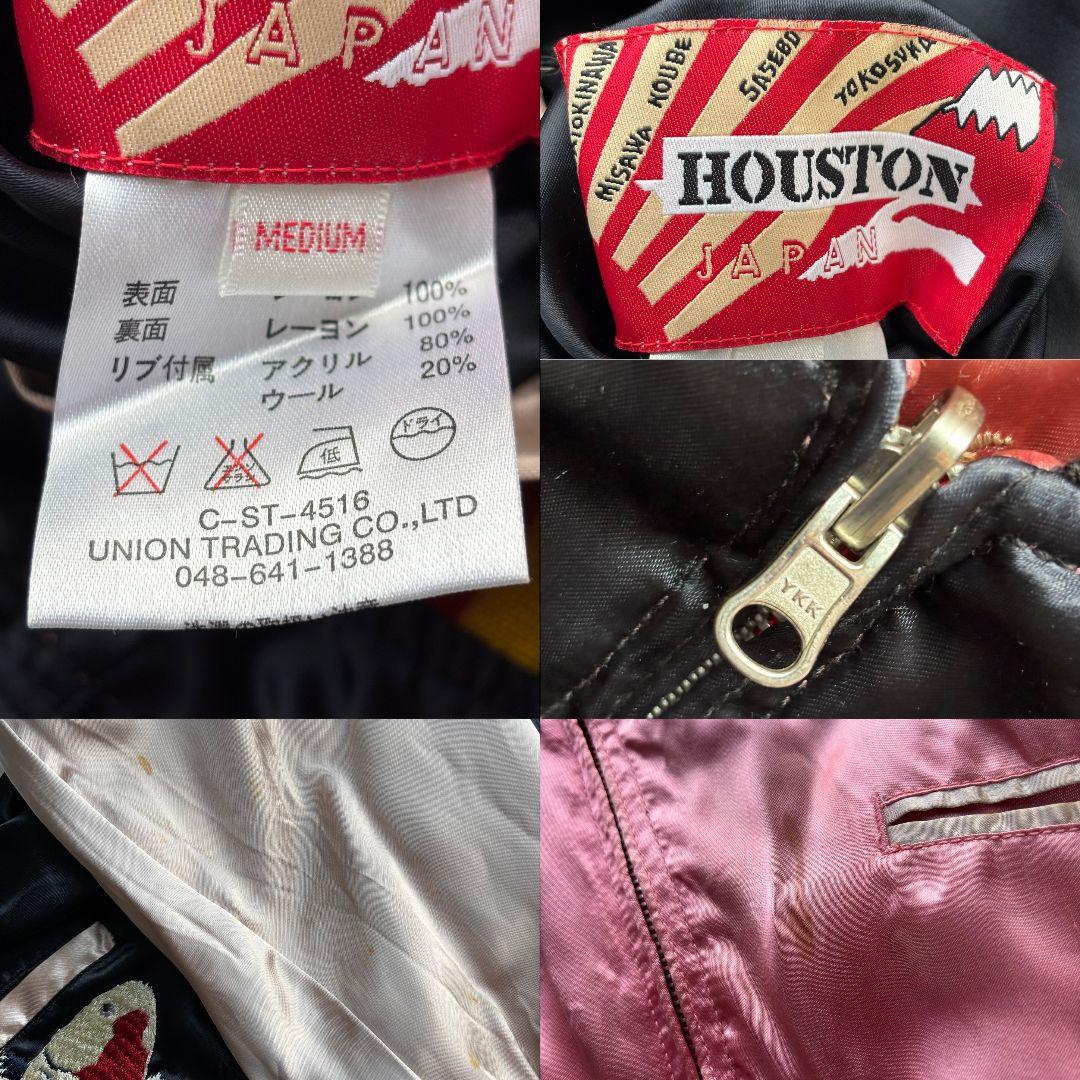 JAPAN
MEDIUM
表面 100%
裏面 レーヨン 100%
リブ付属 アクリル 80%
ウール 20%
低
ドライ
C-ST-4516
UNION TRADING CO.,LTD
048-641-1388
OKINAWA
MISAWA
KOUBE
SASEBO
YOKOSUKA
HOUSTON
JAPAN
YKK